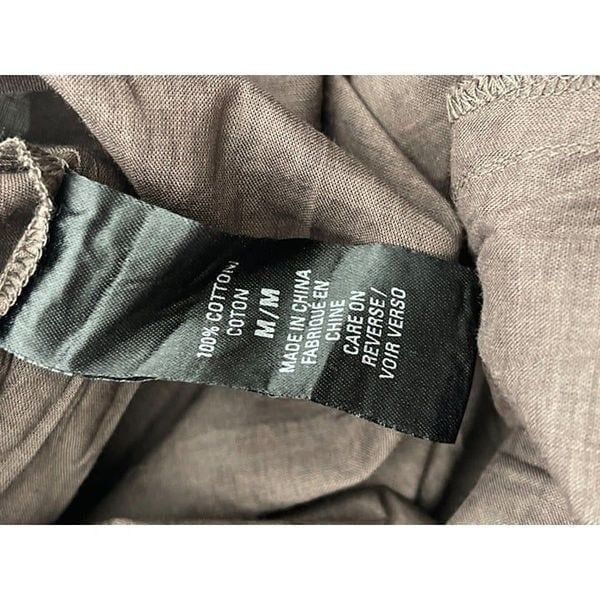 100% COTTON
COTON
M/M
MADE IN CHINA
FABRIQUE EN
CHINE
CARE ON
REVERSE/
VOIR VERSO